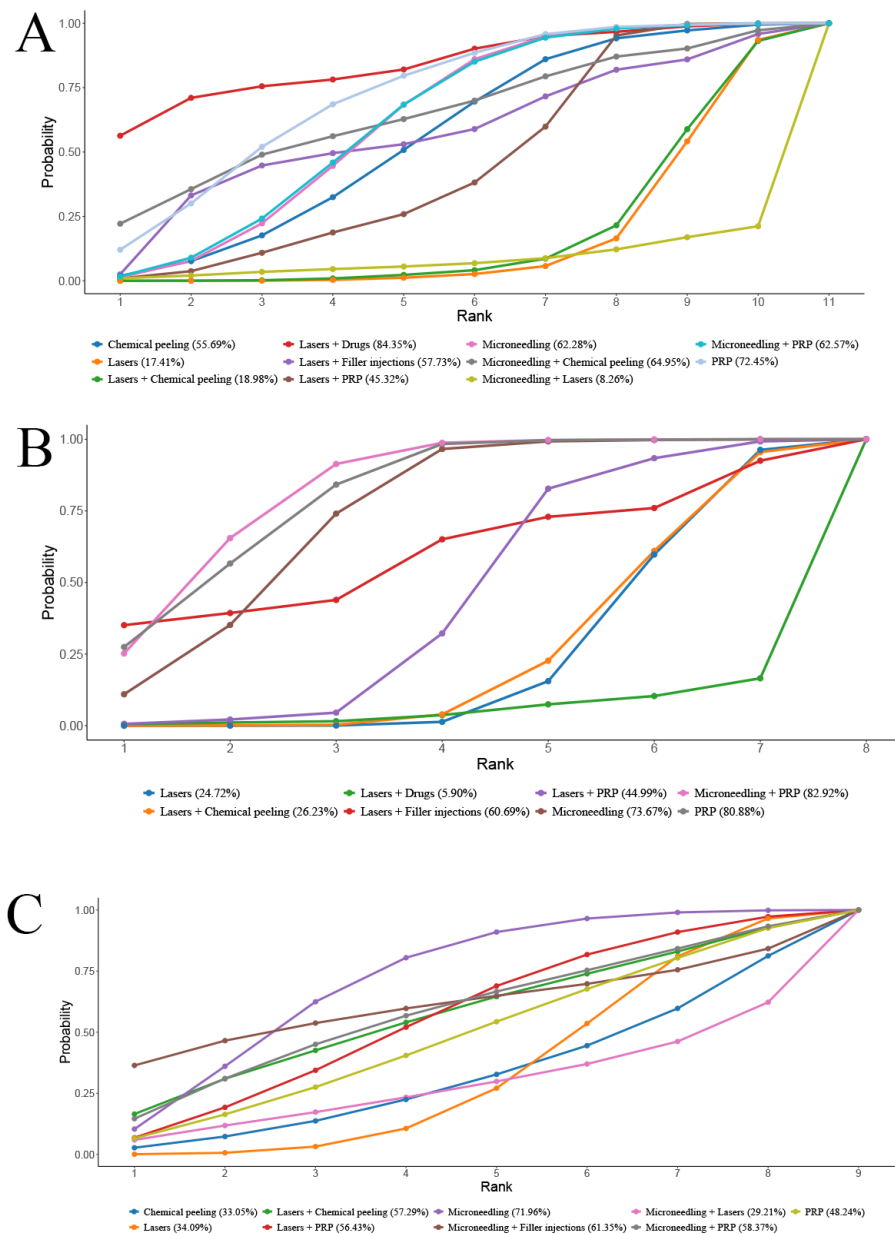 A
1.00
0.75
0.50
0.25
0.00
Probability
1 2 3 4 5 6 7 8 9 10 11
Rank
Chemical peeling (55.69%) Lasers + Drugs (84.35%) Microneedling (62.28%) Microneedling + PRP (62.57%)
Lasers (17.41%) Lasers + Filler injections (57.73%) Microneedling + Chemical peeling (64.95%) PRP (72.45%)
Lasers + Chemical peeling (18.98%) Lasers + PRP (45.32%) Microneedling + Lasers (8.26%)
B
1.00
0.75
0.50
0.25
0.00
Probability
1 2 3 4 5 6 7 8
Rank
Lasers (24.72%) Lasers + Drugs (5.90%) Lasers + PRP (44.99%) Microneedling + PRP (82.92%)
Lasers + Chemical peeling (26.23%) Lasers + Filler injections (60.69%) Microneedling (73.67%) PRP (80.88%)
C
1.00
0.75
0.50
0.25
0.00
Probability
1 2 3 4 5 6 7 8 9
Rank
Chemical peeling (33.05%) Lasers + Chemical peeling (57.29%) Microneedling (71.96%) Microneedling + Lasers (29.21%) PRP (48.24%)
Lasers (34.09%) Lasers + PRP (56.43%) Microneedling + Filler injections (61.35%) Microneedling + PRP (58.37%)